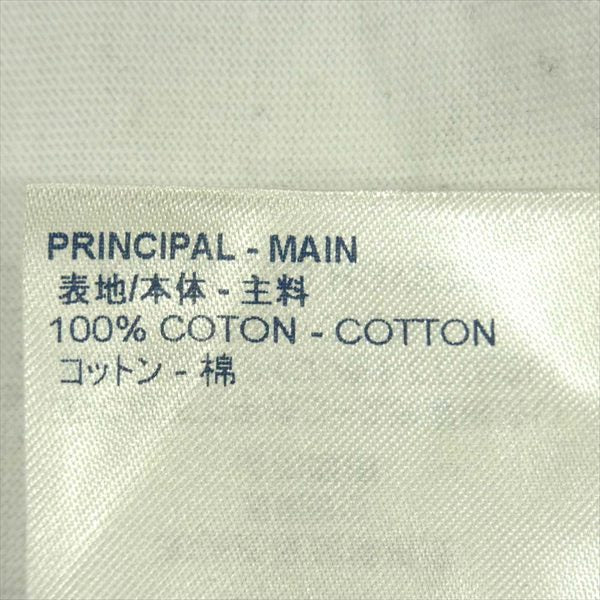 PRINCIPAL - MAIN
表地/本体 - 主料
100% COTON - COTTON
コットン - 棉